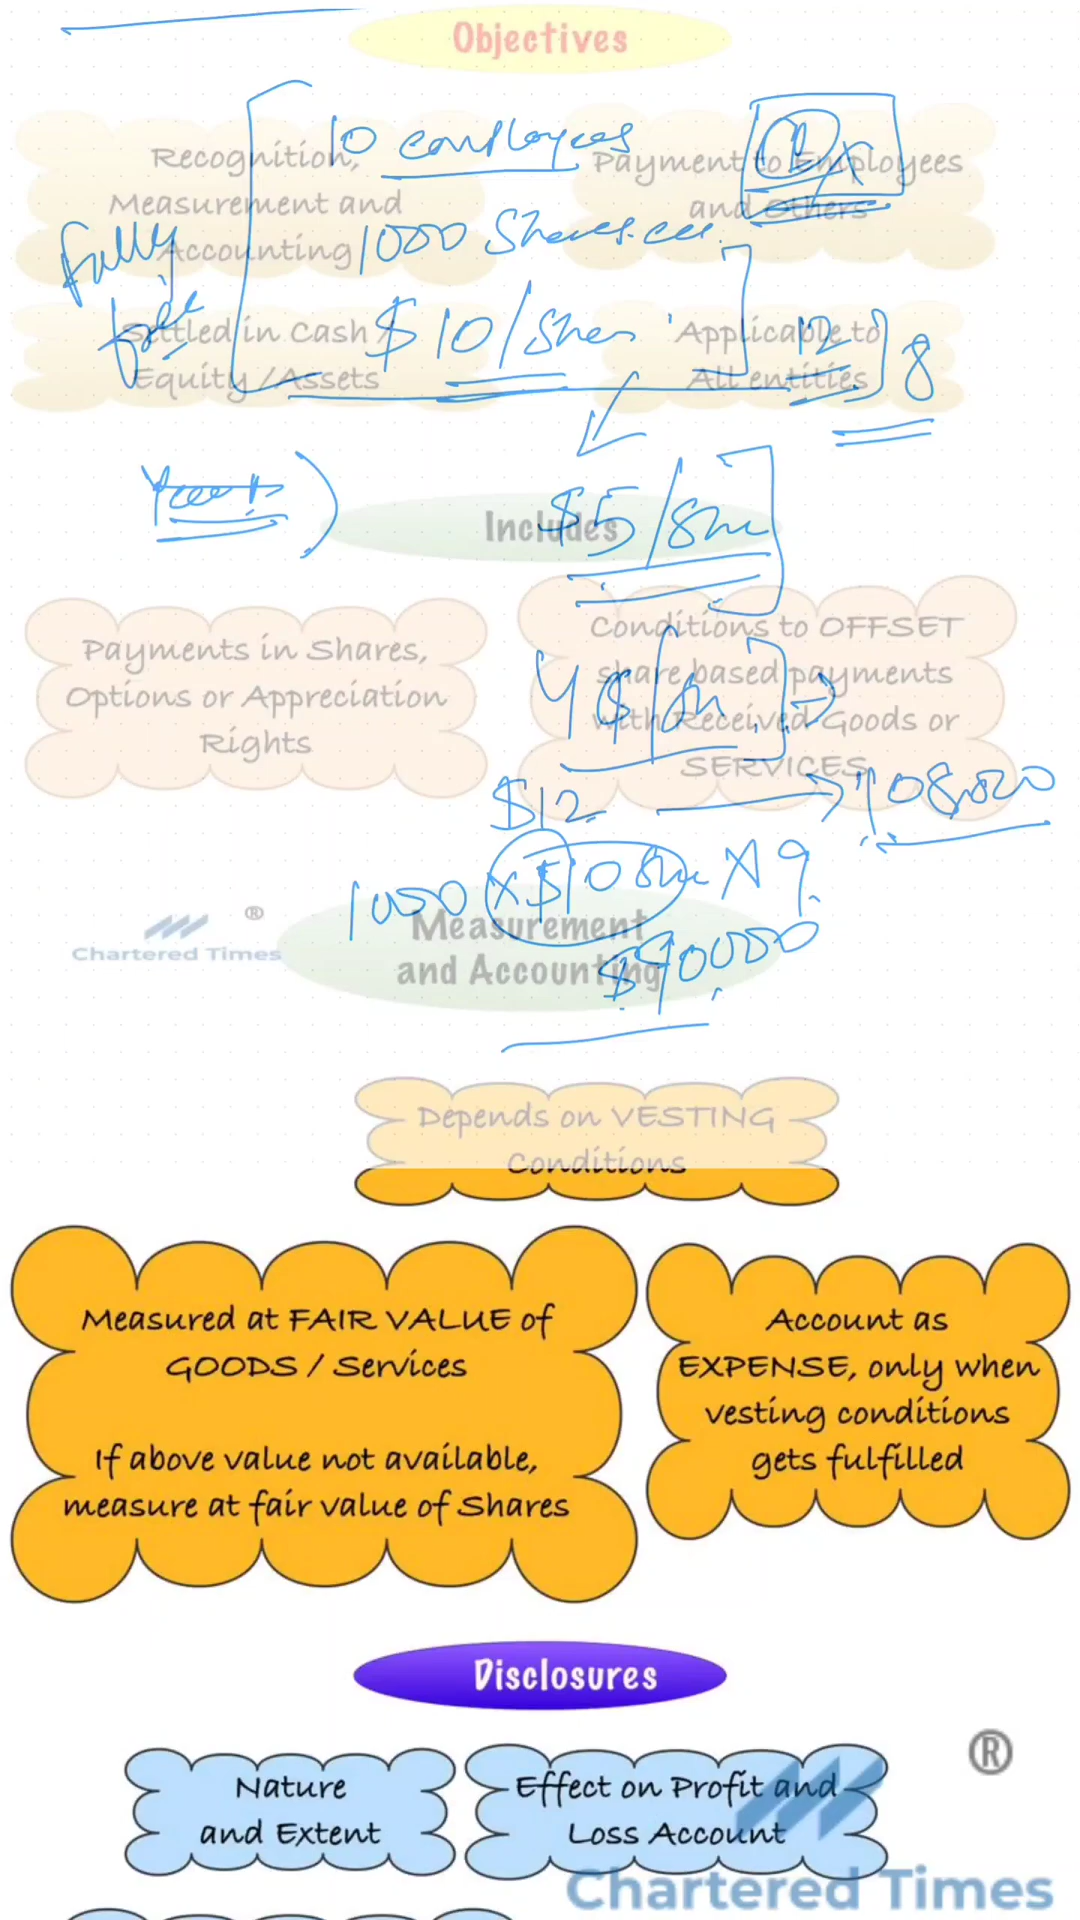 Objectives
10 employees
Recognition,
Measurement and
Accounting
Payment to Employees
and Others
Fully
free
1000 Shares.
$10/Share
12
8
Settled in Cash /
Equity /Assets
Applicable to
All entities
Includes
$5/
Payments in Shares,
Options or Appreciation
Rights
Conditions to OFFSET
share based payments
with Received Goods or
SERVICES
$12
108,000
1000 × $10 × 9
$90,000
®
Chartered Times
Measurement
and Accounting
Depends on VESTING
Conditions
Measured at FAIR VALUE of
GOODS / Services
If above value not available,
measure at fair value of Shares
Account as
EXPENSE, only when
vesting conditions
gets fulfilled
Disclosures
Nature
and Extent
Effect on Profit and
Loss Account
®
Chartered Times